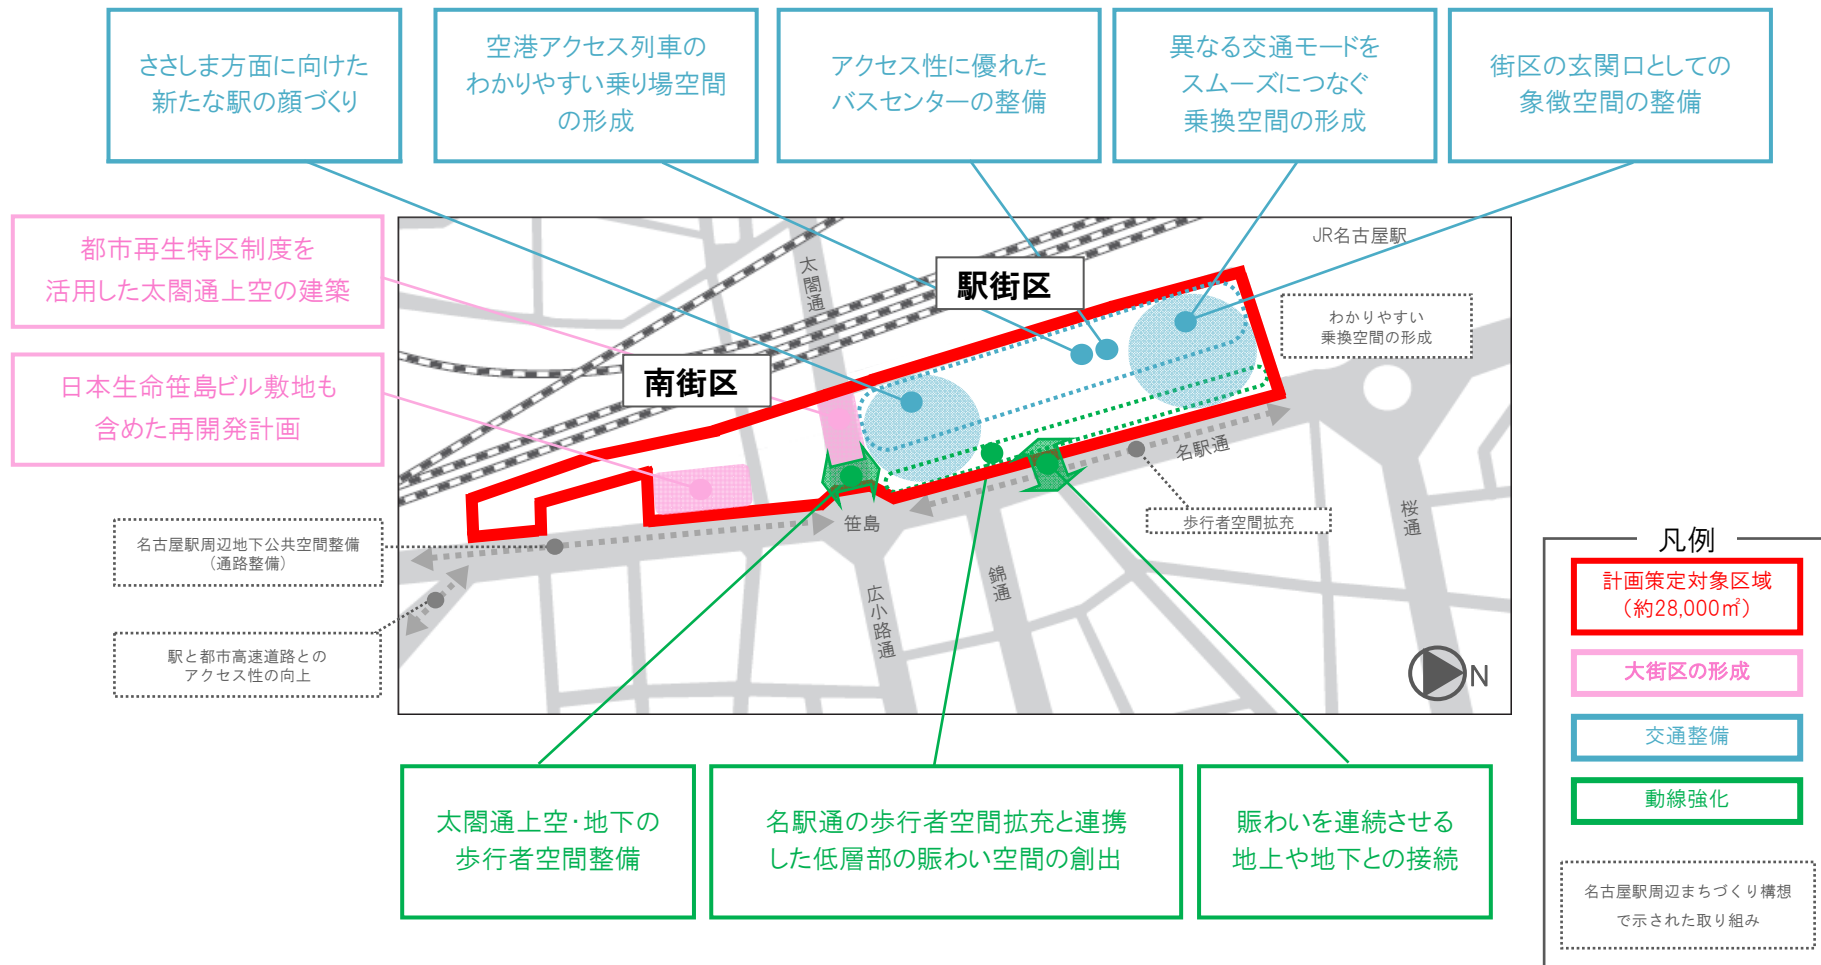 ささしま方面に向けた
新たな駅の顔づくり
空港アクセス列車の
わかりやすい乗り場空間
の形成
アクセス性に優れた
バスセンターの整備
異なる交通モードを
スムーズにつなぐ
乗換空間の形成
街区の玄関口としての
象徴空間の整備
都市再生特区制度を
活用した太閤通上空の建築
日本生命笹島ビル敷地も
含めた再開発計画
JR名古屋駅
太閤通
駅街区
南街区
わかりやすい
乗換空間の形成
名駅通
歩行者空間拡充
桜通
笹島
錦通
広小路通
N
名古屋駅周辺地下公共空間整備
（通路整備）
駅と都市高速道路との
アクセス性の向上
太閤通上空・地下の
歩行者空間整備
名駅通の歩行者空間拡充と連携
した低層部の賑わい空間の創出
賑わいを連続させる
地上や地下との接続
凡例
計画策定対象区域
（約28,000㎡）
大街区の形成
交通整備
動線強化
名古屋駅周辺まちづくり構想
で示された取り組み